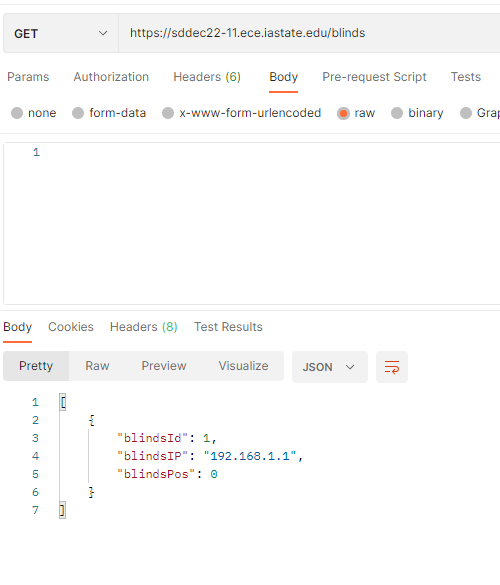 GET https://sddec22-11.ece.iastate.edu/blinds
Params Authorization Headers (6) Body Pre-request Script Tests
none form-data x-www-form-urlencoded raw binary Grap
1
Body Cookies Headers (8) Test Results
Pretty Raw Preview Visualize JSON
1 [
2 {
3 "blindsId": 1,
4 "blindsIP": "192.168.1.1",
5 "blindsPos": 0
6 }
7 ]